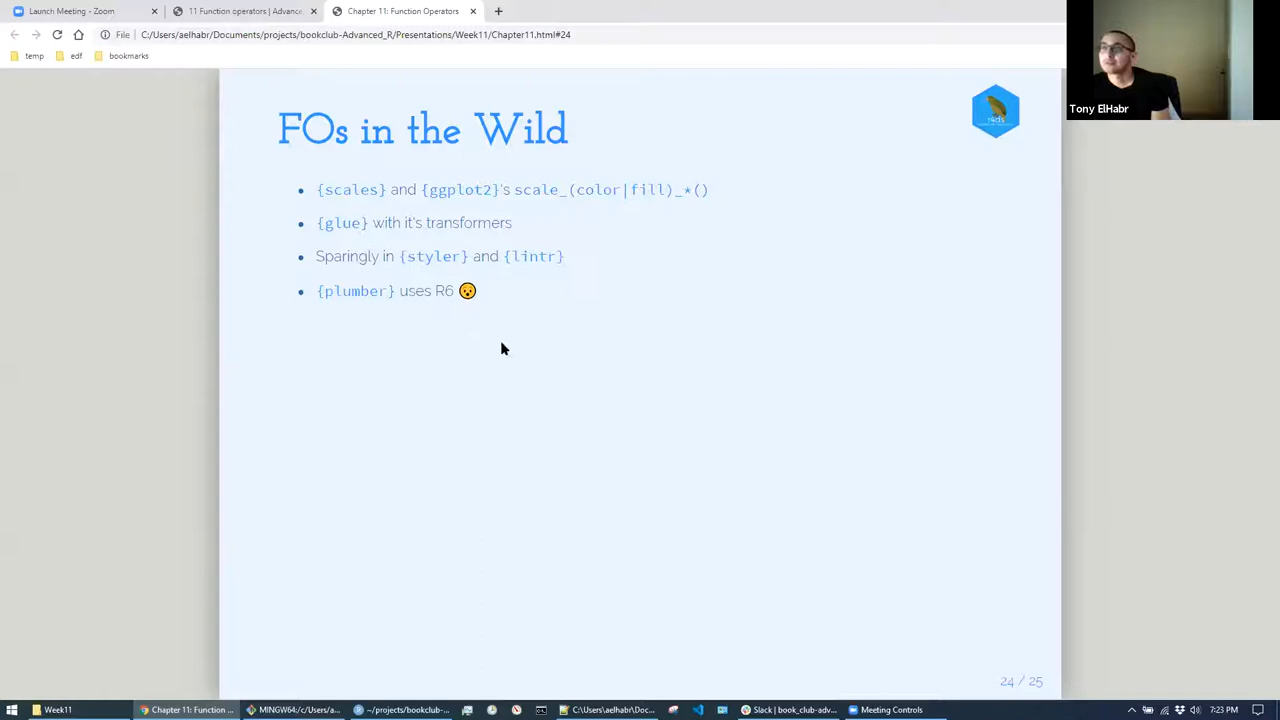 Launch Meeting - Zoom
11 Function operators | Advance
Chapter 11: Function Operators
File
C:/Users/aelhabr/Documents/projects/bookclub-Advanced_R/Presentations/Week11/Chapter11.html#24
temp
edf
bookmarks
Tony ElHabr
r4ds
FOs in the Wild
• {scales} and {ggplot2}'s scale_(color|fill)_*()
• {glue} with it's transformers
• Sparingly in {styler} and {lintr}
• {plumber} uses R6 😮
24 / 25
Week11
Chapter 11: Function ...
MINGW64:/c/Users/a...
~/projects/bookclub-...
C:\Users\aelhabr\Doc...
Slack | book_club-adv...
Meeting Controls
7:23 PM